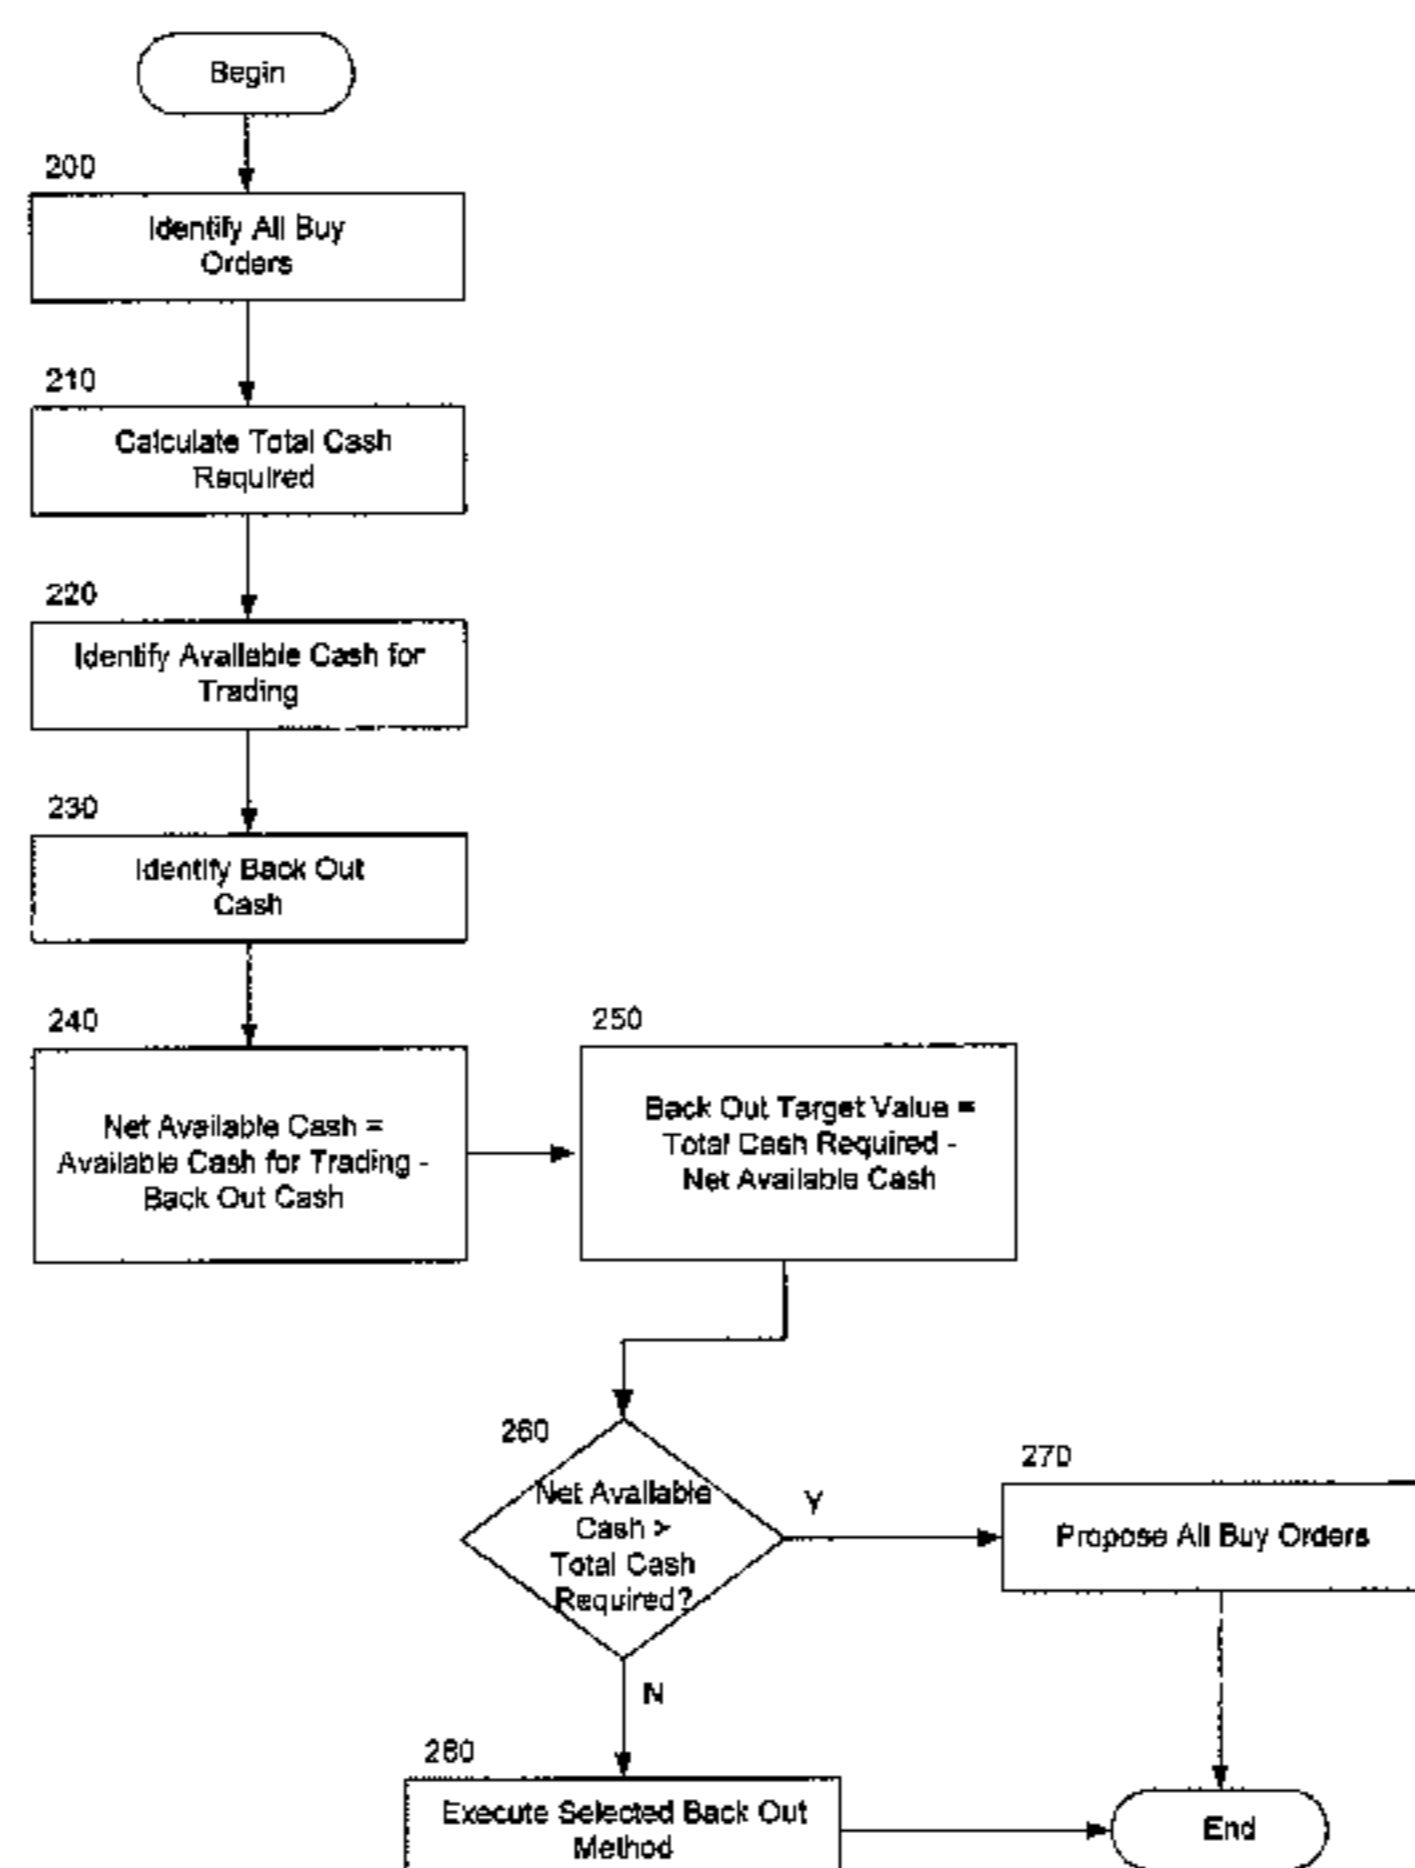 Begin
200
Identify All Buy
Orders
210
Calculate Total Cash
Required
220
Identify Available Cash for
Trading
230
Identify Back Out
Cash
240
Net Available Cash =
Available Cash for Trading -
Back Out Cash
250
Back Out Target Value =
Total Cash Required -
Net Available Cash
260
Net Available
Cash >
Total Cash
Required?
Y
270
Propose All Buy Orders
N
280
Execute Selected Back Out
Method
End